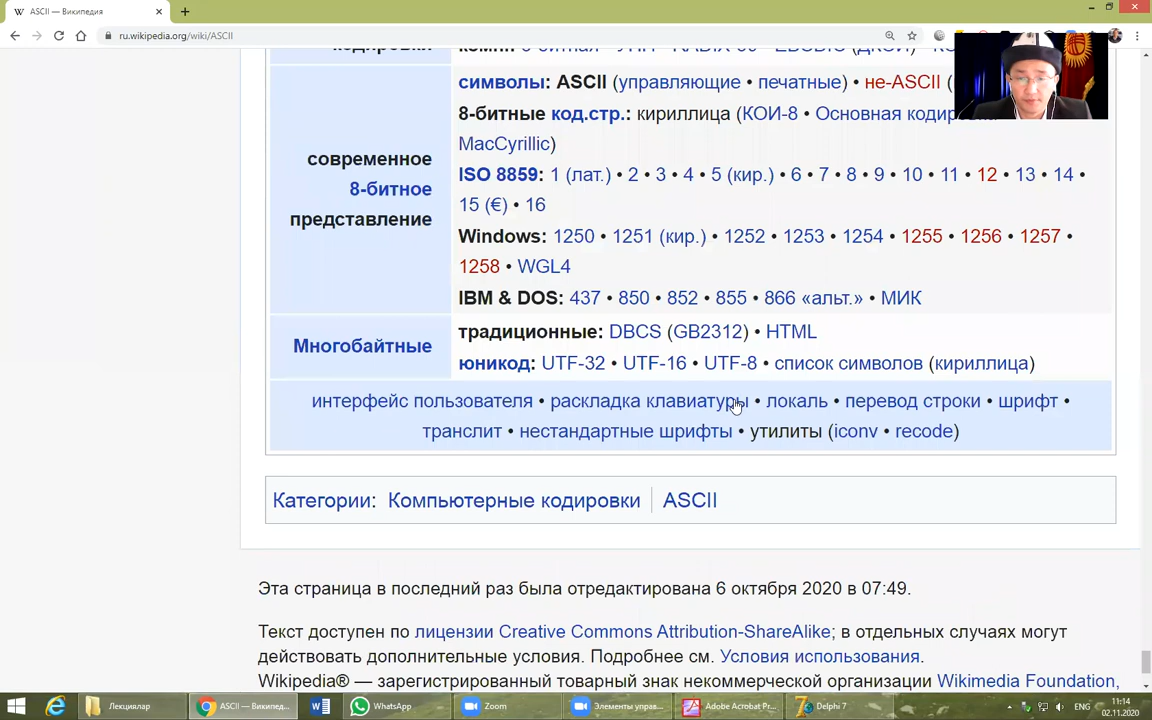 ASCII — Википедия
ru.wikipedia.org/wiki/ASCII
символы: ASCII (управляющие • печатные) • не-ASCII (
8-битные код.стр.: кириллица (КОИ-8 • Основная
MacCyrillic)
современное
8-битное
представление
ISO 8859: 1 (лат.) • 2 • 3 • 4 • 5 (кир.) • 6 • 7 • 8 • 9 • 10 • 11 • 12 • 13 • 14 •
15 (€) • 16
Windows: 1250 • 1251 (кир.) • 1252 • 1253 • 1254 • 1255 • 1256 • 1257 •
1258 • WGL4
IBM & DOS: 437 • 850 • 852 • 855 • 866 «альт.» • МИК
Многобайтные
традиционные: DBCS (GB2312) • HTML
юникод: UTF-32 • UTF-16 • UTF-8 • список символов (кириллица)
интерфейс пользователя • раскладка клавиатуры • локаль • перевод строки • шрифт •
транслит • нестандартные шрифты • утилиты (iconv • recode)
Категории: Компьютерные кодировки | ASCII
Эта страница в последний раз была отредактирована 6 октября 2020 в 07:49.
Текст доступен по лицензии Creative Commons Attribution-ShareAlike; в отдельных случаях могут
действовать дополнительные условия. Подробнее см. Условия использования.
Wikipedia® — зарегистрированный товарный знак некоммерческой организации Wikimedia Foundation,
Лекциялар
ASCII — Википед...
WhatsApp
Zoom
Элементы управ...
Adobe Acrobat Pr...
Delphi 7
ENG
11:14
02.11.2020